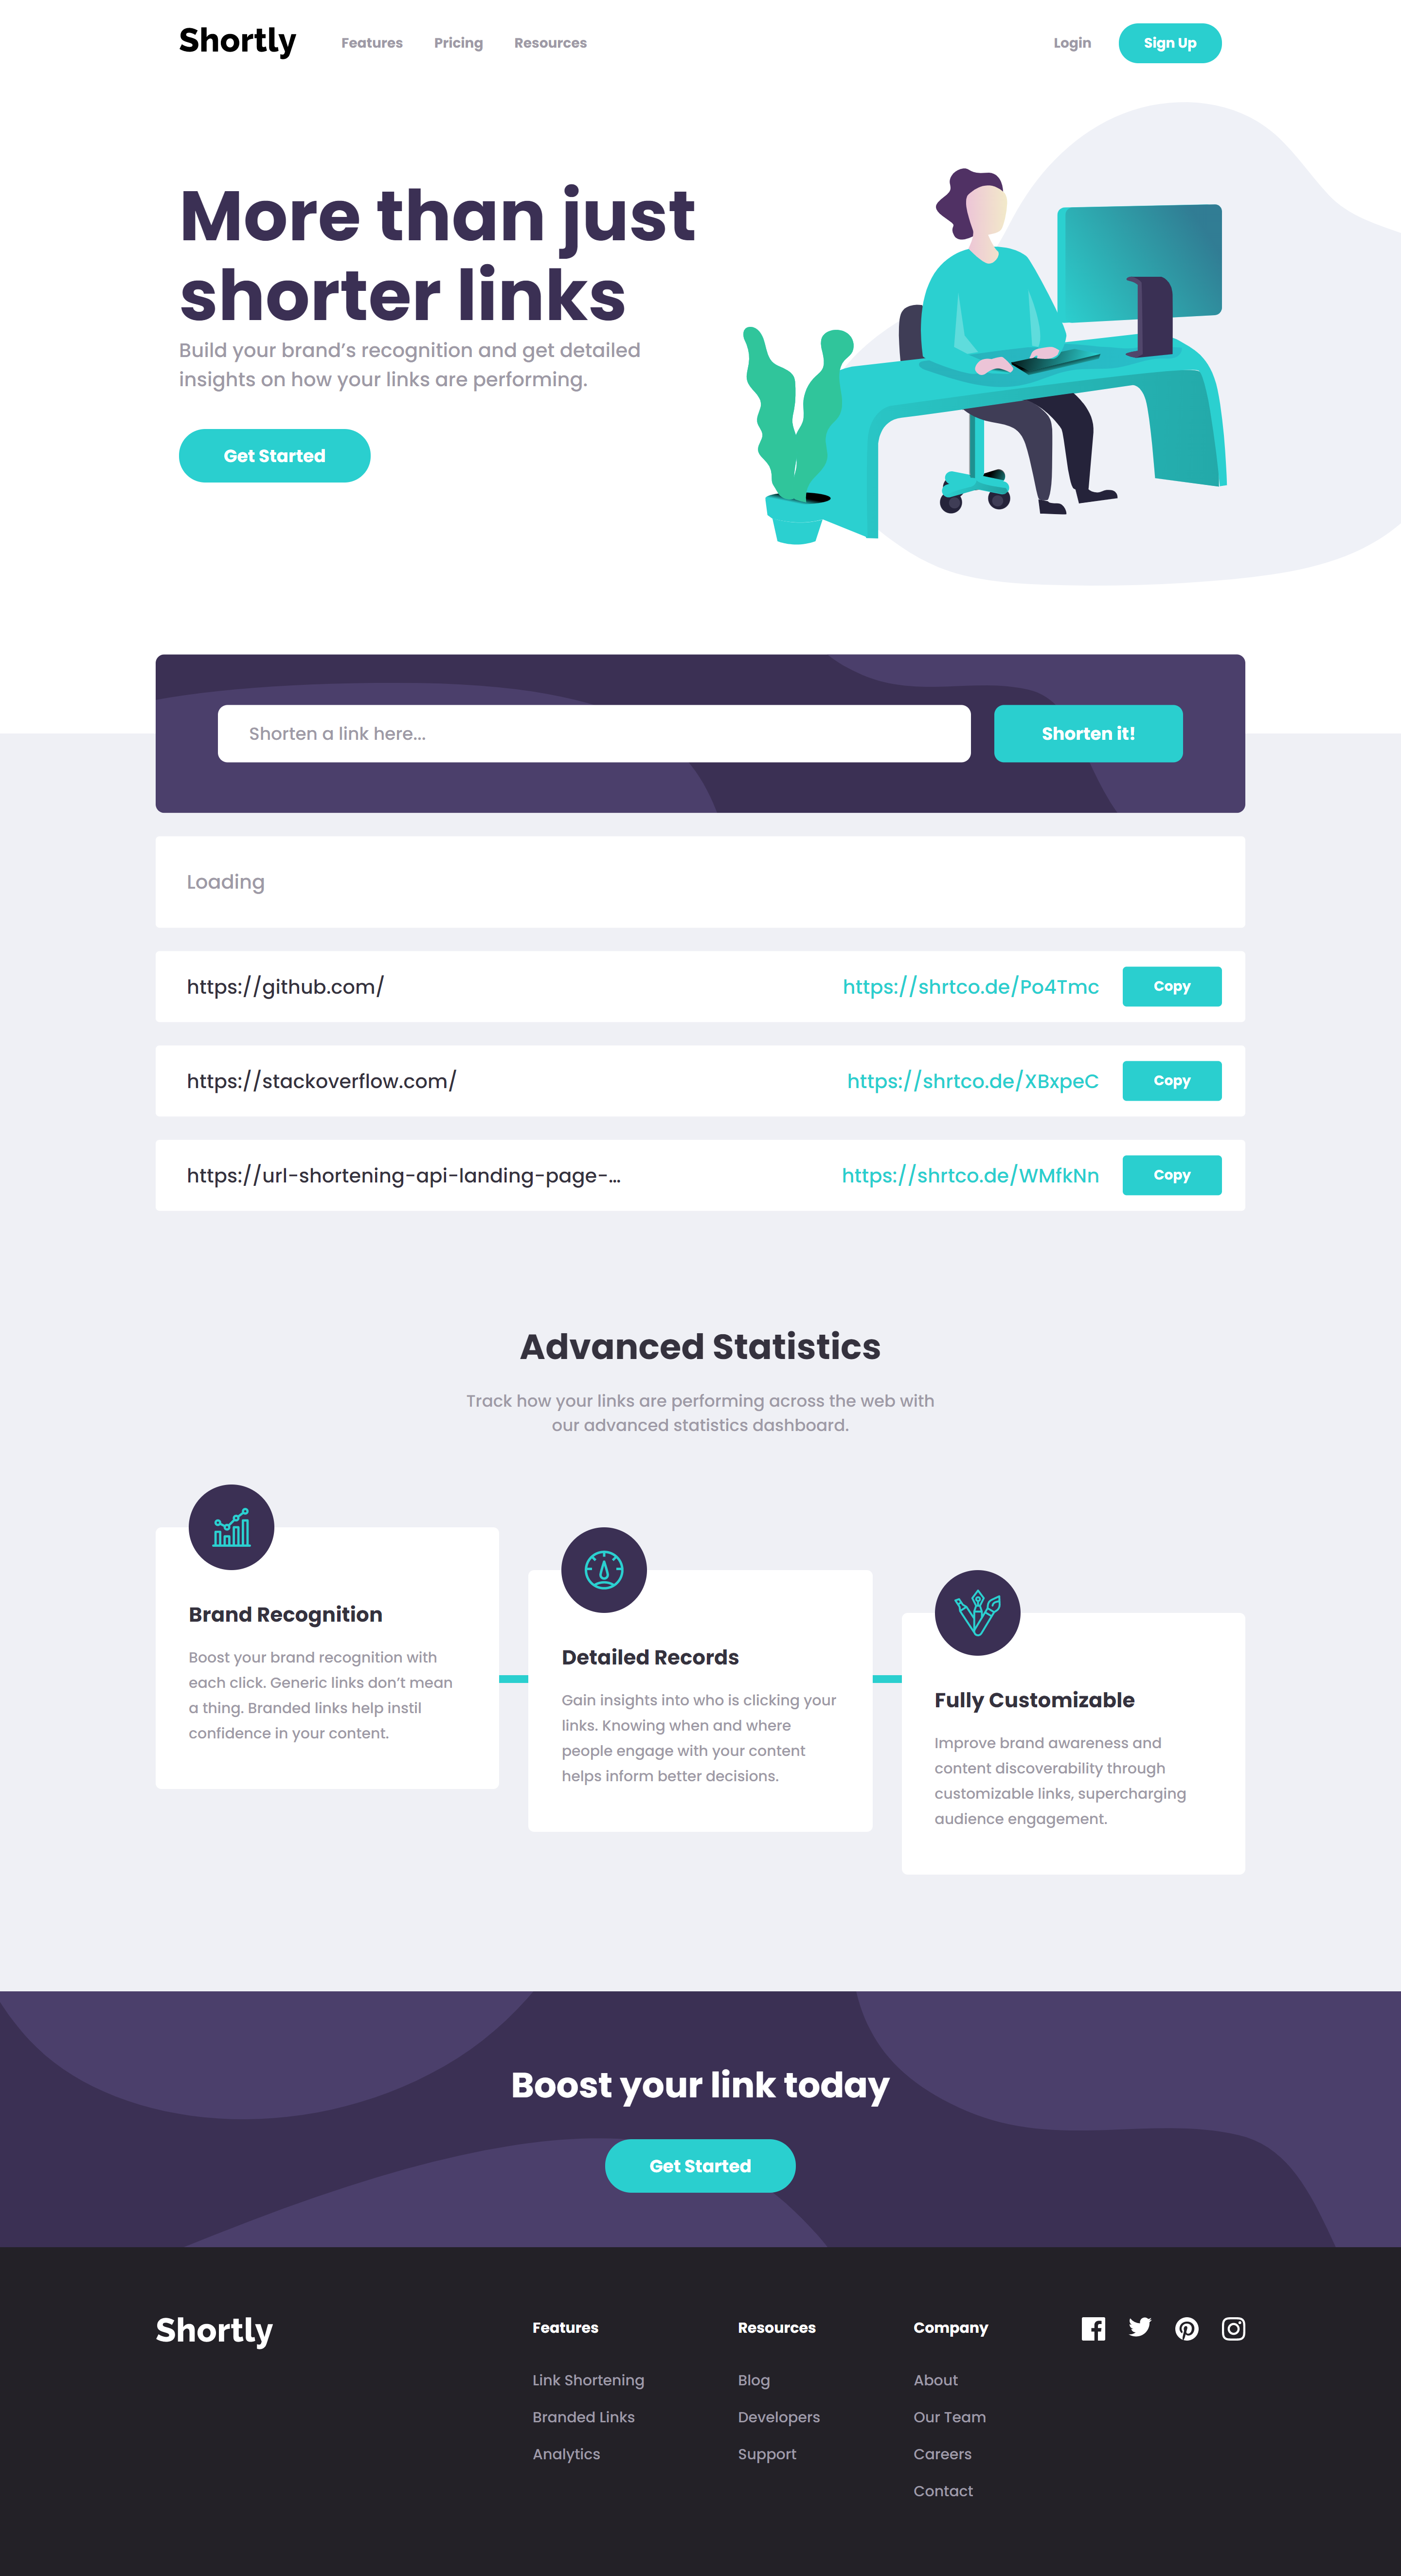 Shortly
Features
Pricing
Resources
Login
Sign Up
More than just
shorter links
Build your brand’s recognition and get detailed
insights on how your links are performing.
Get Started
Shorten a link here...
Shorten it!
Loading
https://github.com/
https://shrtco.de/Po4Tmc
Copy
https://stackoverflow.com/
https://shrtco.de/XBxpeC
Copy
https://url-shortening-api-landing-page-...
https://shrtco.de/WMfkNn
Copy
Advanced Statistics
Track how your links are performing across the web with
our advanced statistics dashboard.
Brand Recognition
Boost your brand recognition with
each click. Generic links don’t mean
a thing. Branded links help instil
confidence in your content.
Detailed Records
Gain insights into who is clicking your
links. Knowing when and where
people engage with your content
helps inform better decisions.
Fully Customizable
Improve brand awareness and
content discoverability through
customizable links, supercharging
audience engagement.
Boost your link today
Get Started
Shortly
Features
Link Shortening
Branded Links
Analytics
Resources
Blog
Developers
Support
Company
About
Our Team
Careers
Contact